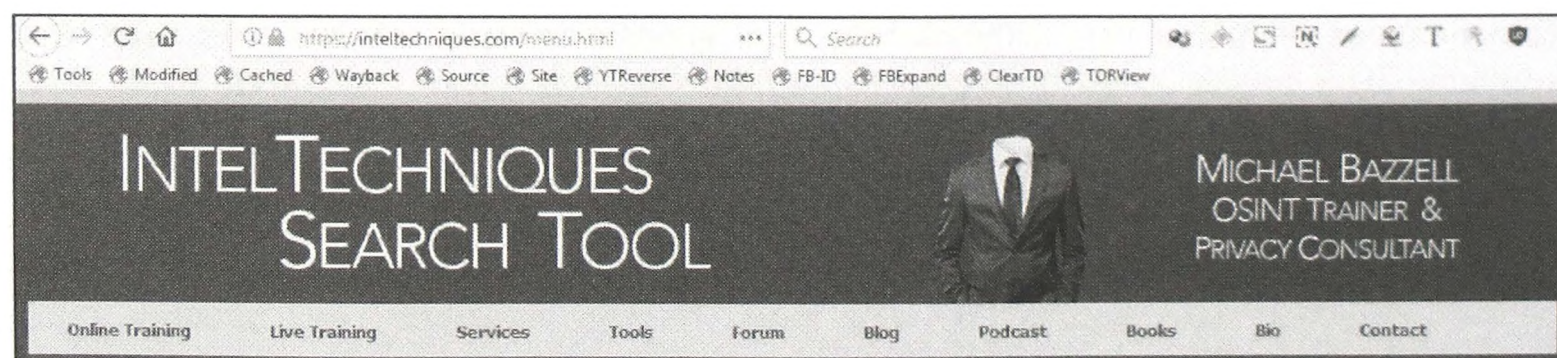 https://inteltechniques.com/menu.html
Search
Tools Modified Cached Wayback Source Site YTReverse Notes FB-ID FBExpand ClearTD TORView
INTELTECHNIQUES
SEARCH TOOL
MICHAEL BAZZELL
OSINT TRAINER &
PRIVACY CONSULTANT
Online Training Live Training Services Tools Forum Blog Podcast Books Bio Contact